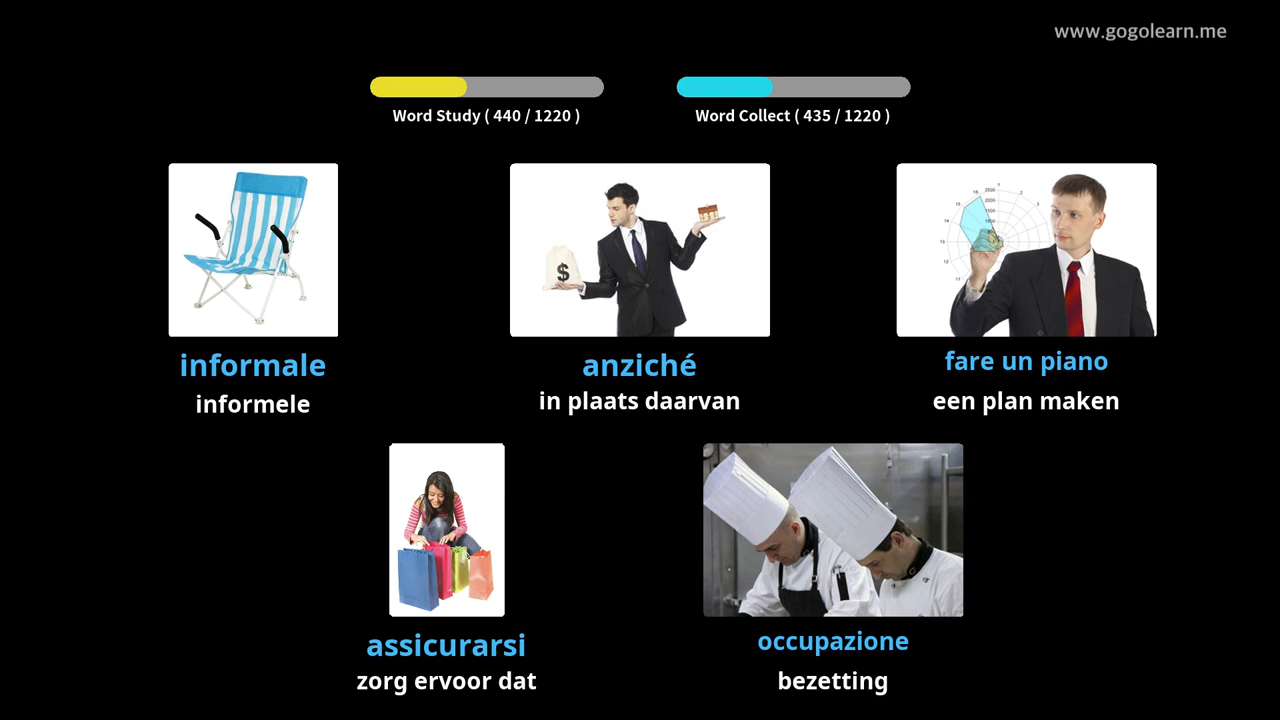 www.gogolearn.me
Word Study ( 440 / 1220 )
Word Collect ( 435 / 1220 )
informale
informele
anziché
in plaats daarvan
fare un piano
een plan maken
assicurarsi
zorg ervoor dat
occupazione
bezetting